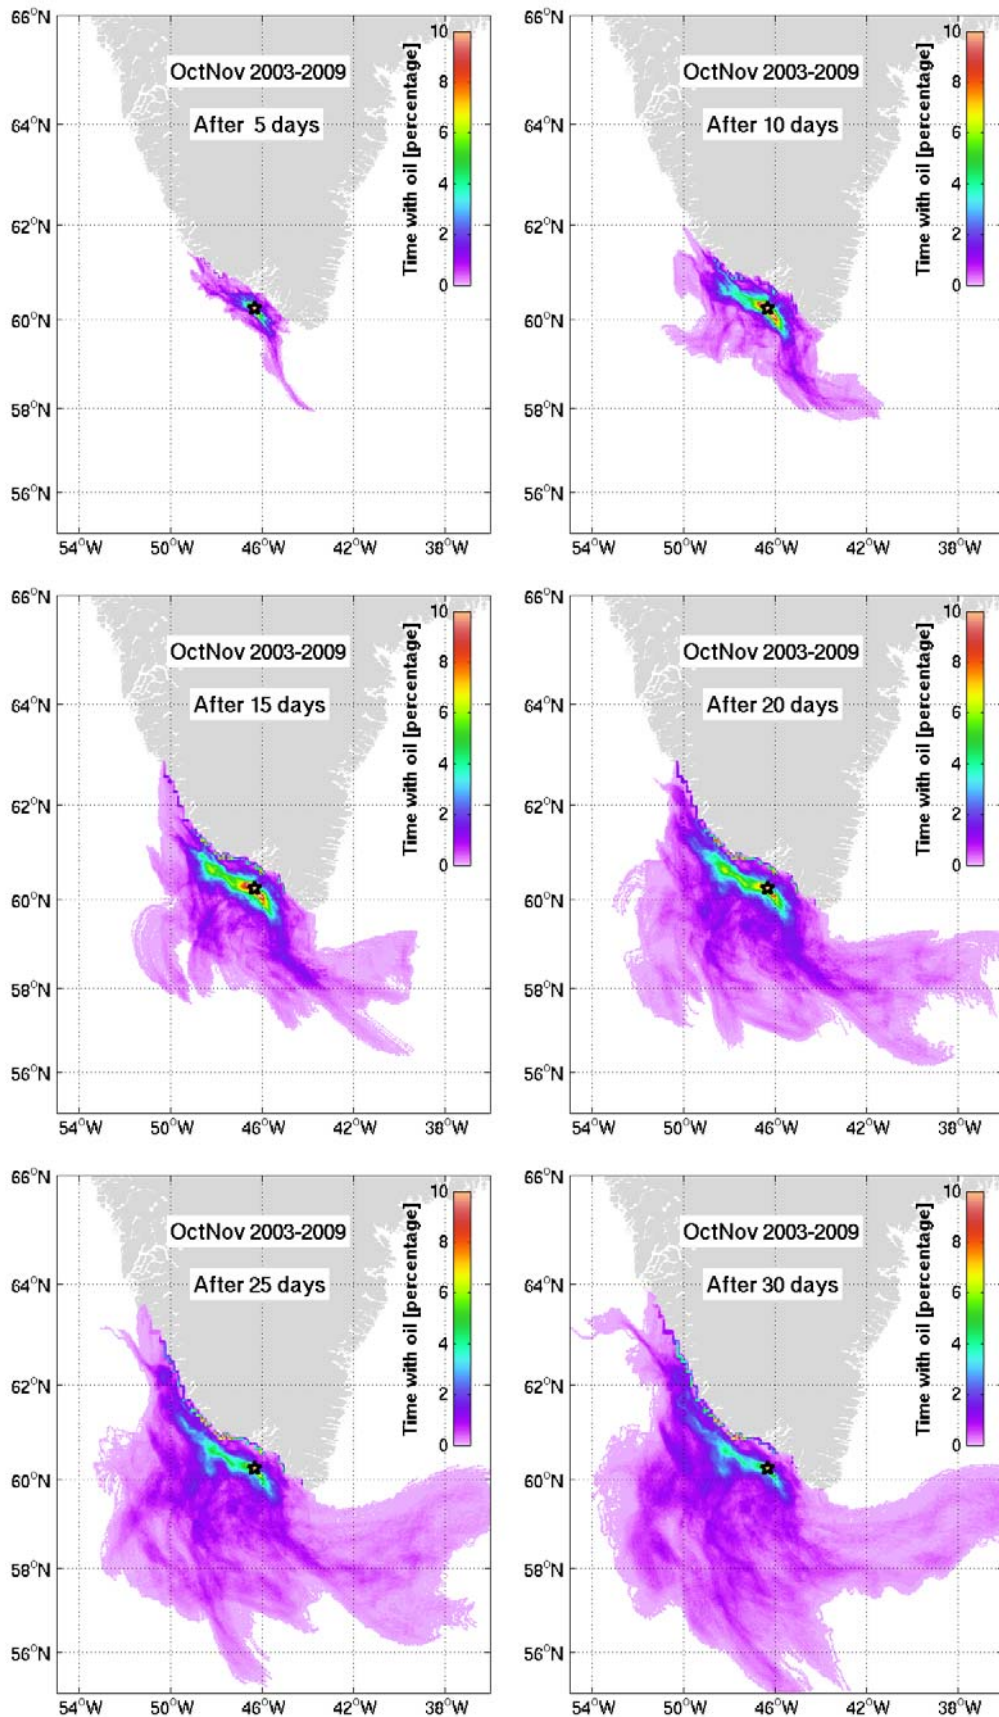 66°N
64°N
62°N
60°N
58°N
56°N
54°W 50°W 46°W 42°W 38°W
OctNov 2003-2009
After 5 days
Time with oil [percentage]
10
8
6
4
2
0
66°N
64°N
62°N
60°N
58°N
56°N
54°W 50°W 46°W 42°W 38°W
OctNov 2003-2009
After 10 days
Time with oil [percentage]
10
8
6
4
2
0
66°N
64°N
62°N
60°N
58°N
56°N
54°W 50°W 46°W 42°W 38°W
OctNov 2003-2009
After 15 days
Time with oil [percentage]
10
8
6
4
2
0
66°N
64°N
62°N
60°N
58°N
56°N
54°W 50°W 46°W 42°W 38°W
OctNov 2003-2009
After 20 days
Time with oil [percentage]
10
8
6
4
2
0
66°N
64°N
62°N
60°N
58°N
56°N
54°W 50°W 46°W 42°W 38°W
OctNov 2003-2009
After 25 days
Time with oil [percentage]
10
8
6
4
2
0
66°N
64°N
62°N
60°N
58°N
56°N
54°W 50°W 46°W 42°W 38°W
OctNov 2003-2009
After 30 days
Time with oil [percentage]
10
8
6
4
2
0